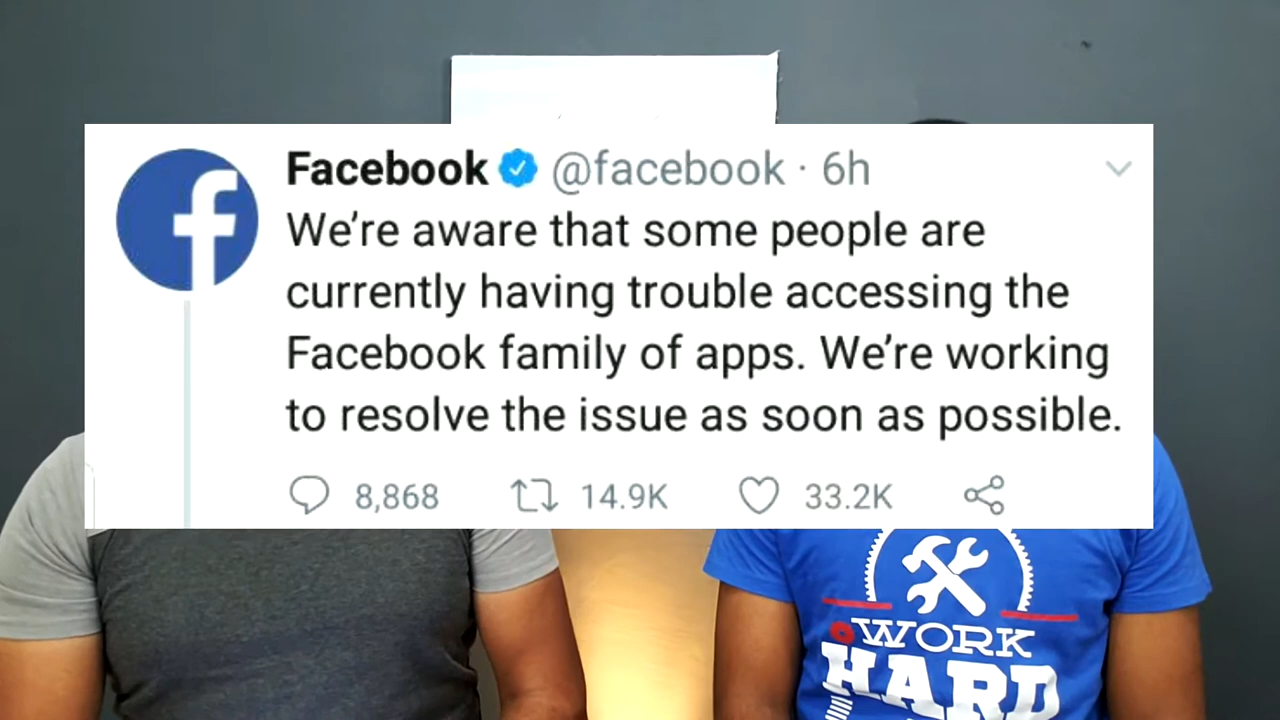 Facebook @facebook · 6h
We're aware that some people are
currently having trouble accessing the
Facebook family of apps. We're working
to resolve the issue as soon as possible.
8,868 14.9K 33.2K
WORK
HARD